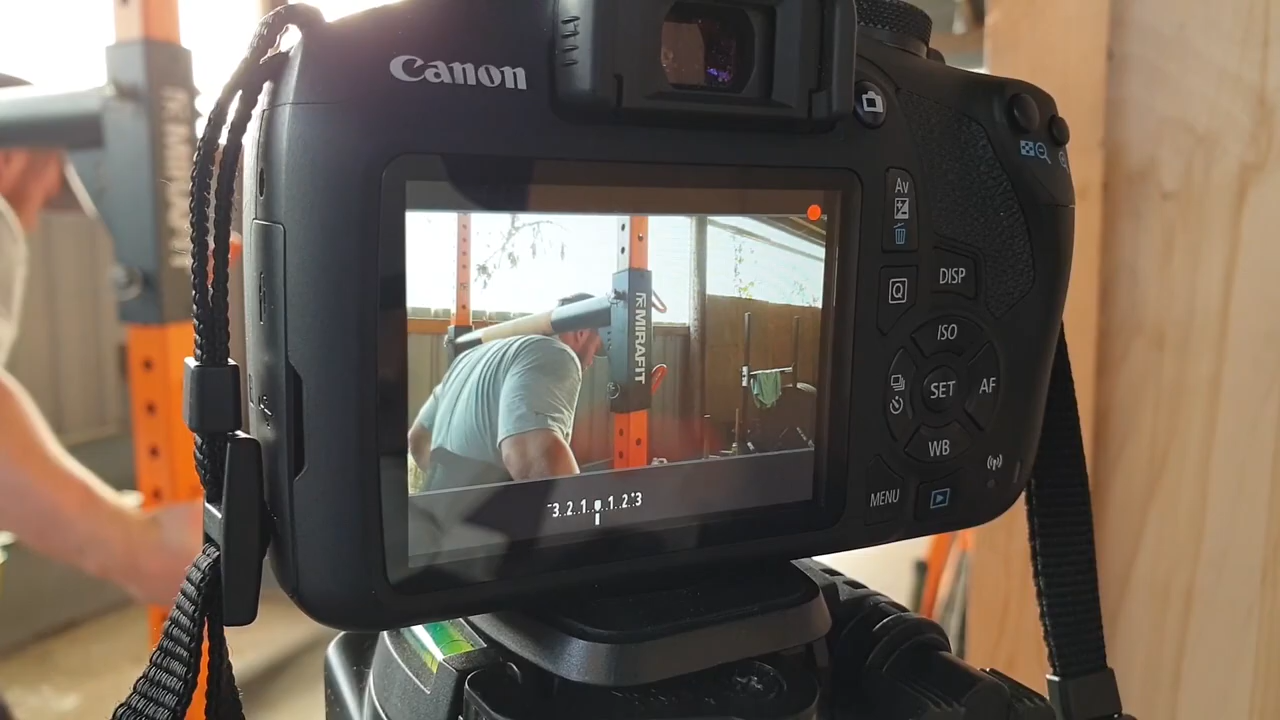 Canon
Av
Q
DISP
ISO
SET
AF
WB
MENU
MIRAFIT
-3..2..1..0..1..2..+3